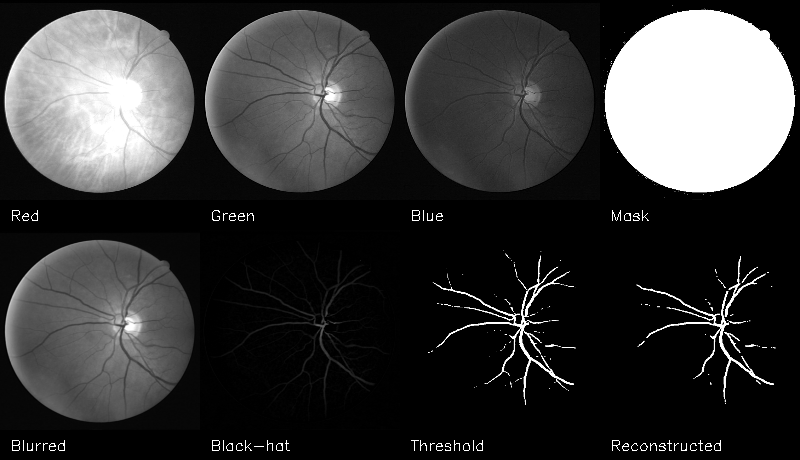 Red
Green
Blue
Mask
Blurred
Black-hat
Threshold
Reconstructed